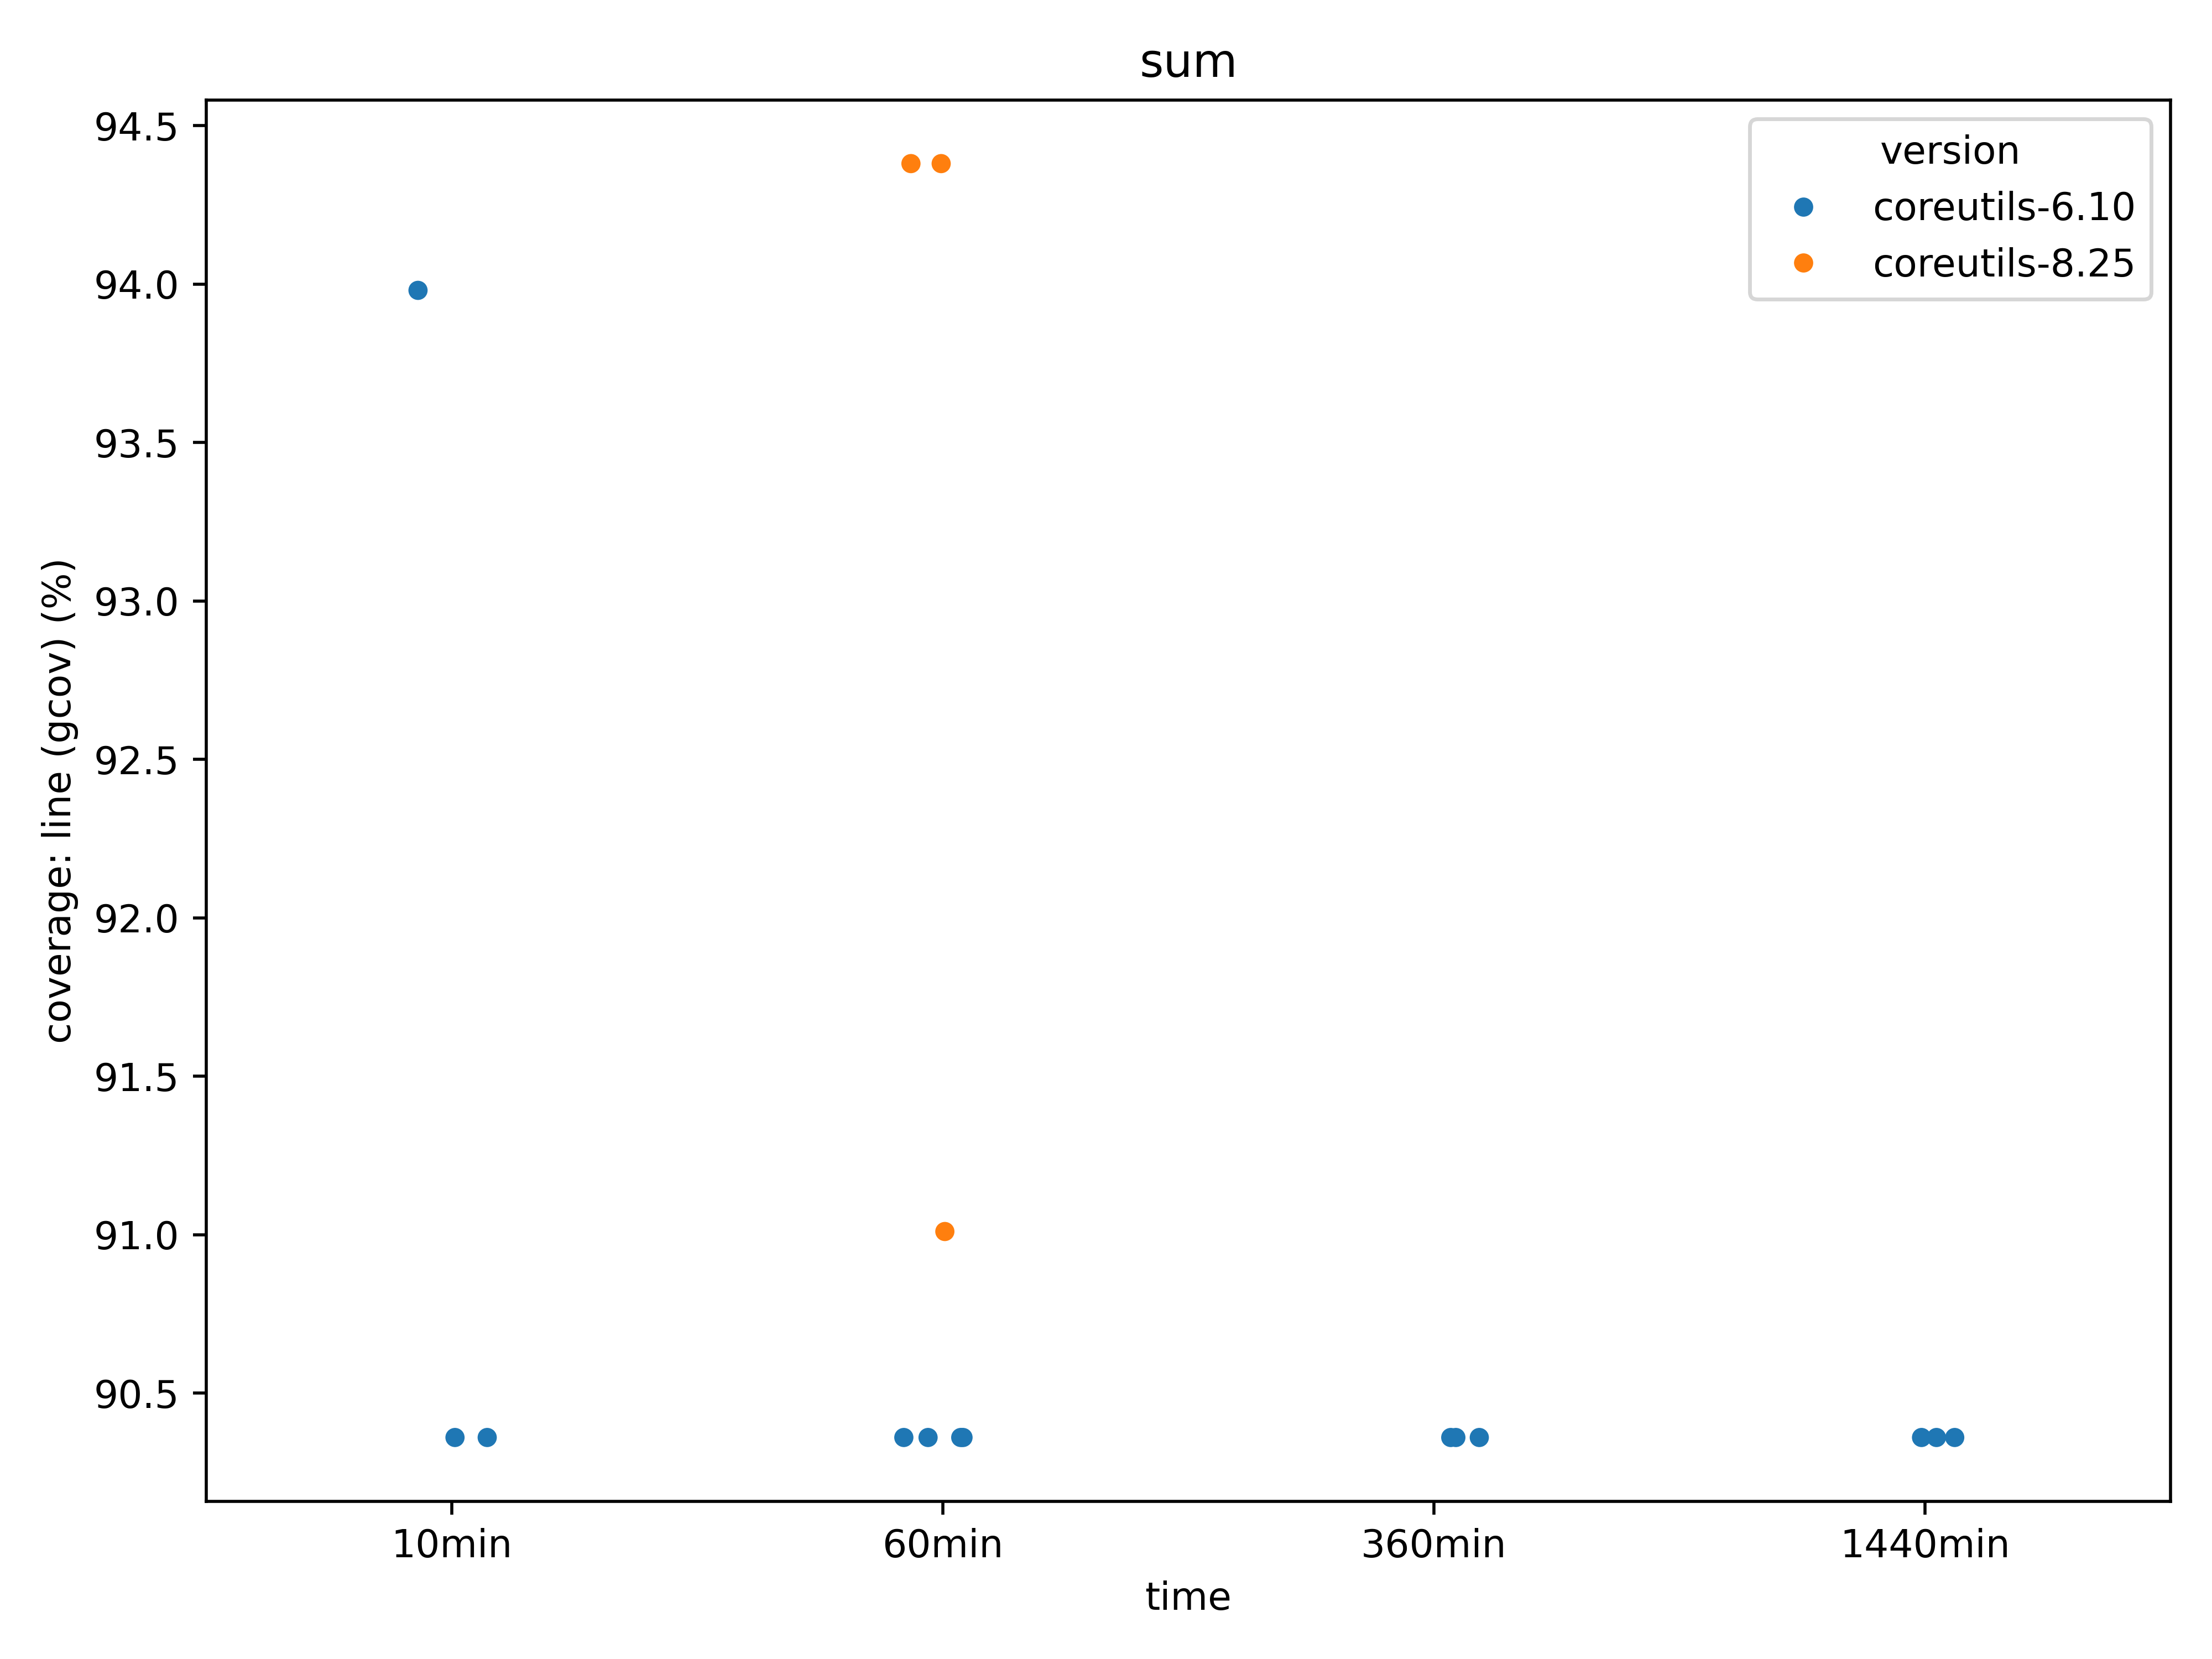 sum
version
coreutils-6.10
coreutils-8.25
coverage: line (gcov) (%)
94.5
94.0
93.5
93.0
92.5
92.0
91.5
91.0
90.5
10min
60min
360min
1440min
time